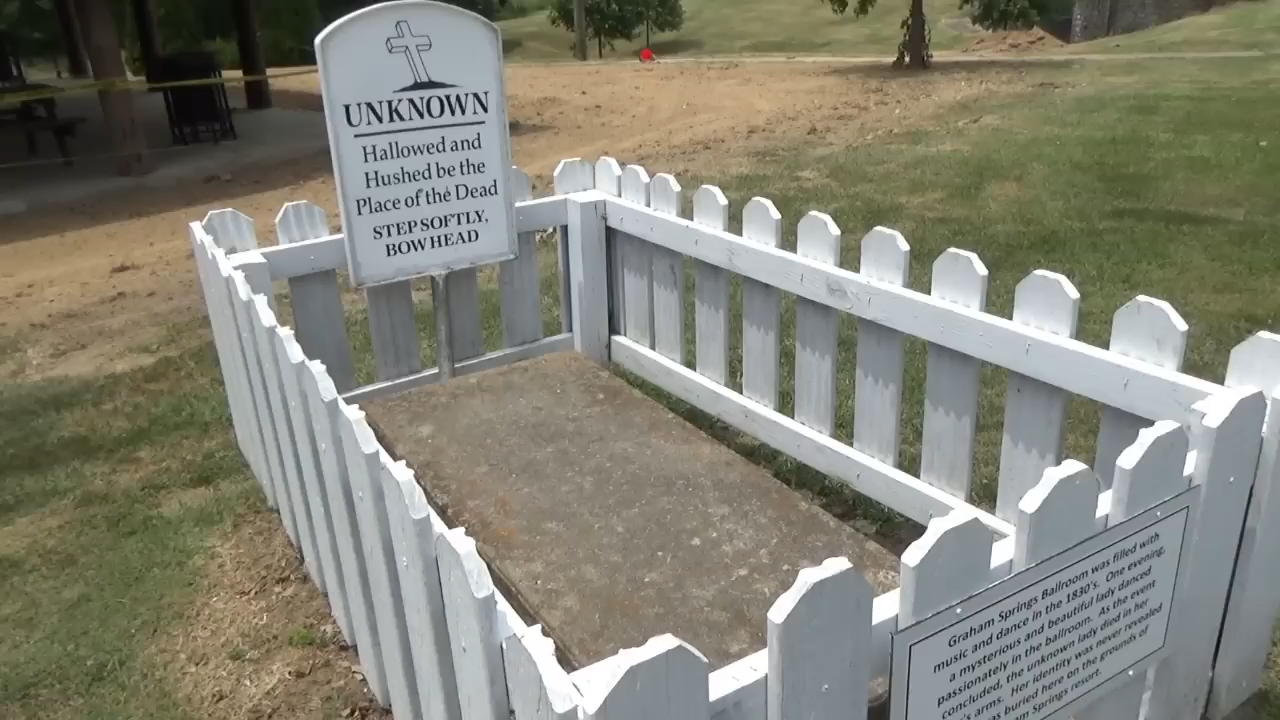 UNKNOWN
Hallowed and
Hushed be the
Place of the Dead
STEP SOFTLY,
BOW HEAD
Graham Springs Ballroom was filled with
music and dance in the 1830's. One evening,
a mysterious and beautiful lady danced
passionately in the ballroom. As the event
concluded, the unknown lady died in her
arms. Her identity was never revealed
was buried here on the grounds of
Springs resort.